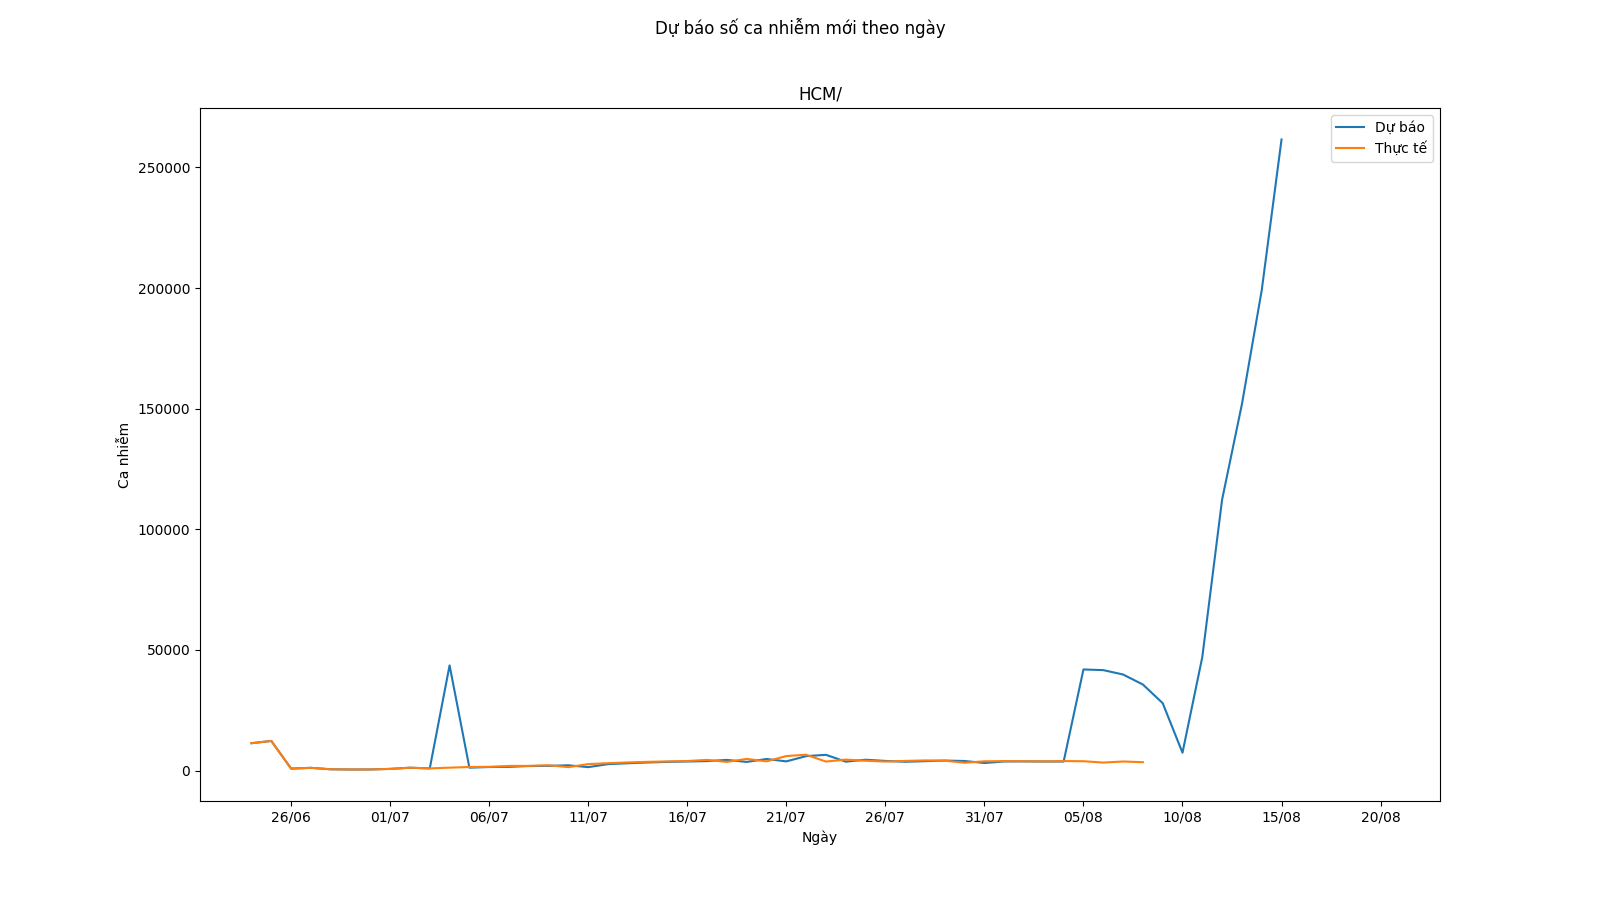 Dự báo số ca nhiễm mới theo ngày
HCM/
Dự báo
Thực tế
250000
200000
150000
100000
50000
0
Ca nhiễm
26/06 01/07 06/07 11/07 16/07 21/07 26/07 31/07 05/08 10/08 15/08 20/08
Ngày